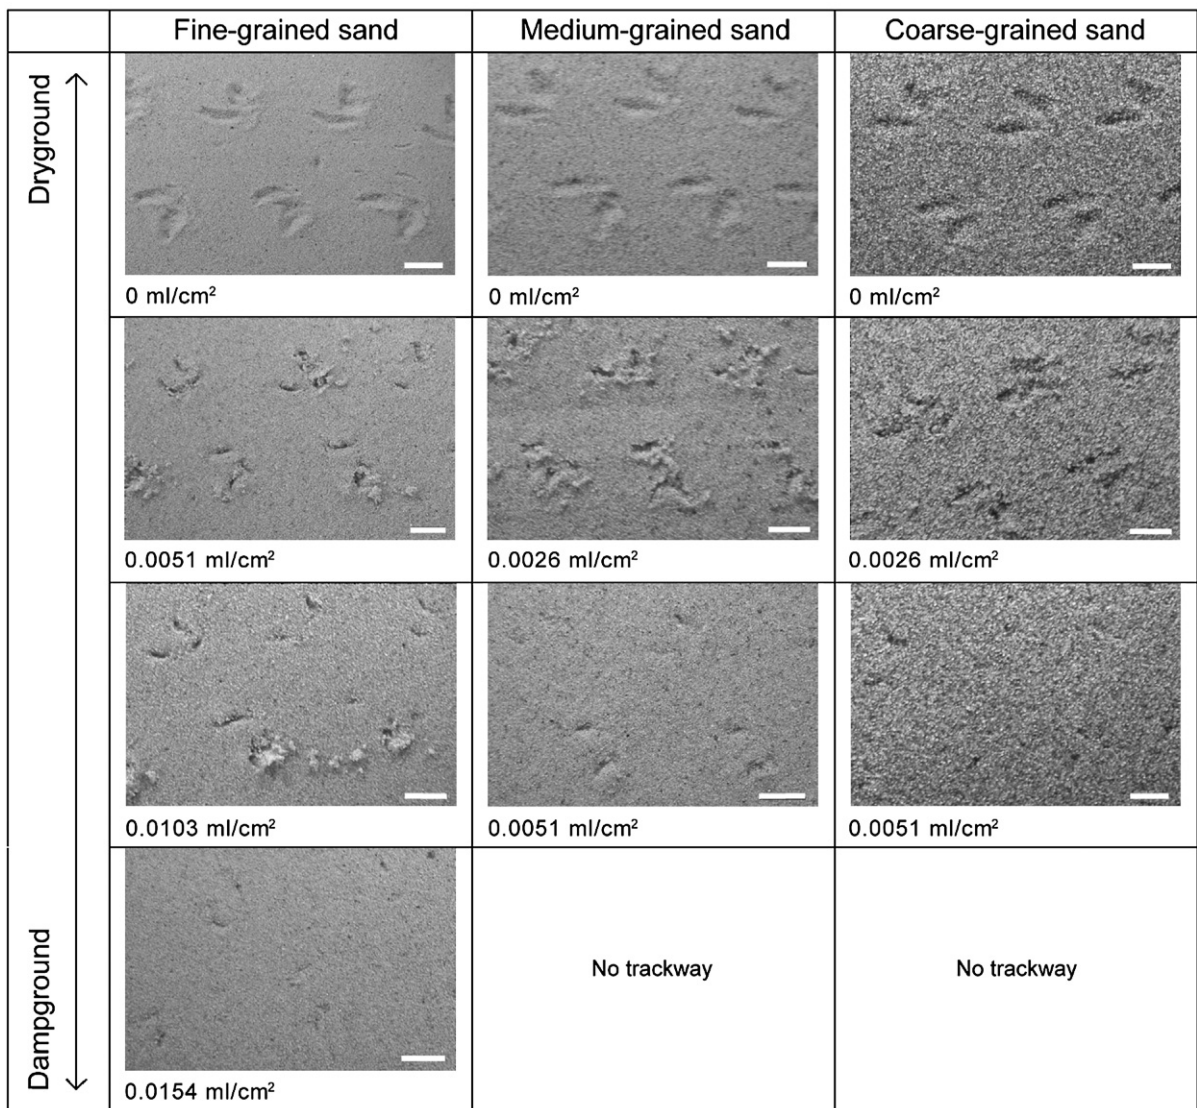 Fine-grained sand
Medium-grained sand
Coarse-grained sand
Dryground
0 ml/cm²
0 ml/cm²
0 ml/cm²
0.0051 ml/cm²
0.0026 ml/cm²
0.0026 ml/cm²
0.0103 ml/cm²
0.0051 ml/cm²
0.0051 ml/cm²
Dampground
No trackway
No trackway
0.0154 ml/cm²